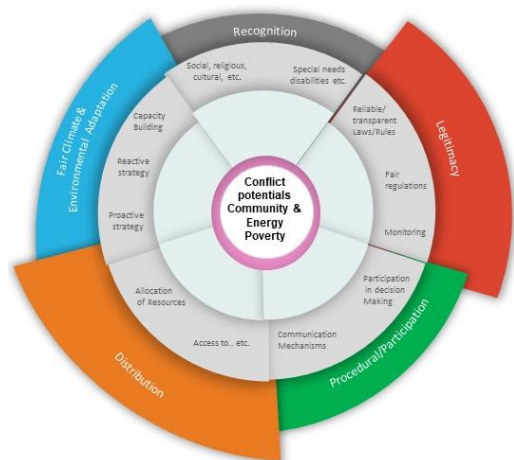 Recognition
Social, religious,
cultural, etc.
Special needs
disabilities etc.
Legitimacy
Reliable/
transparent
Laws/Rules
Fair
regulations
Monitoring
Procedural/Participation
Participation
in decision
Making
Communication
Mechanisms
Distribution
Access to.. etc.
Allocation
of Resources
Fair Climate &
Environmental Adaptation
Capacity
Building
Reactive
strategy
Proactive
strategy
Conflict
potentials
Community &
Energy
Poverty